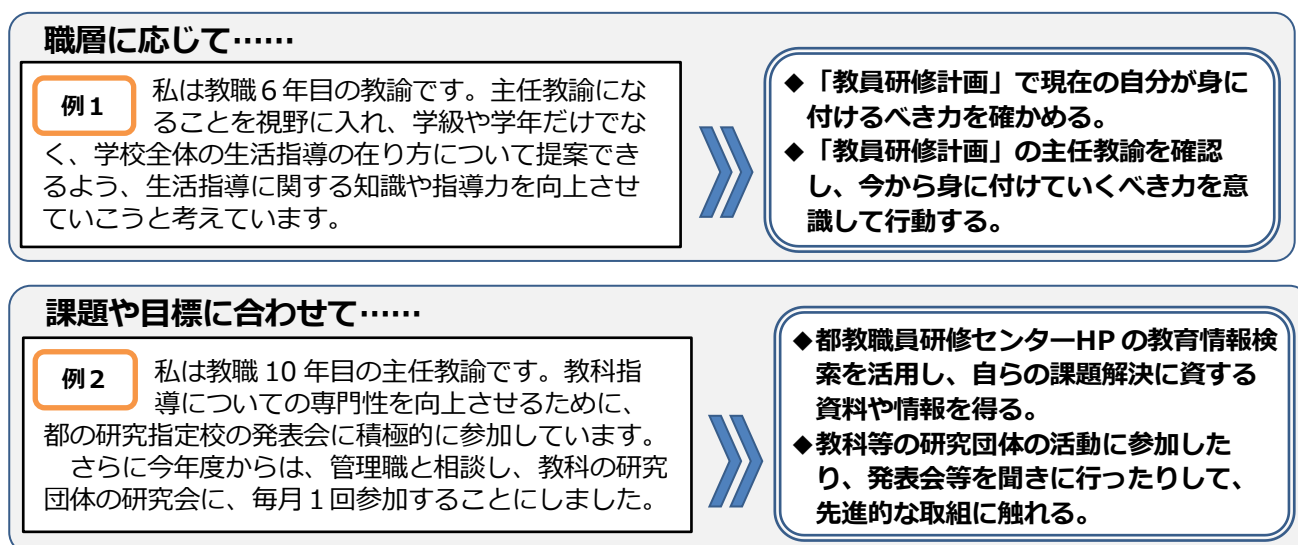 職層に応じて……
例1
私は教職６年目の教諭です。主任教諭にな
ることを視野に入れ、学級や学年だけでな
く、学校全体の生活指導の在り方について提案でき
るよう、生活指導に関する知識や指導力を向上させ
ていこうと考えています。
◆「教員研修計画」で現在の自分が身に
付けるべき力を確かめる。
◆「教員研修計画」の主任教諭を確認
し、今から身に付けていくべき力を意
識して行動する。
課題や目標に合わせて……
例2
私は教職 10 年目の主任教諭です。教科指
導についての専門性を向上させるために、
都の研究指定校の発表会に積極的に参加しています。
さらに今年度からは、管理職と相談し、教科の研究
団体の研究会に、毎月１回参加することにしました。
◆都教職員研修センターHP の教育情報検
索を活用し、自らの課題解決に資する
資料や情報を得る。
◆教科等の研究団体の活動に参加した
り、発表会等を聞きに行ったりして、
先進的な取組に触れる。